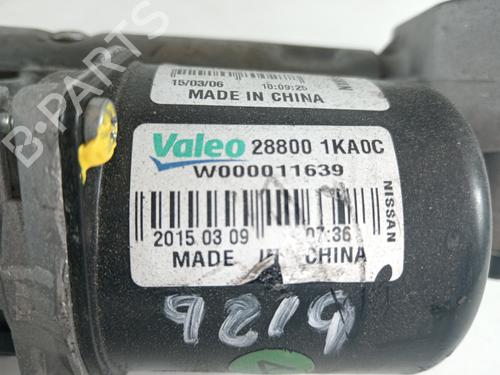 15/03/06 10:09:25
MADE IN CHINA
Valeo 28800 1KA0C
W000011639
NISSAN
2015 03 09 07:36
MADE IN CHINA
B-PARTS